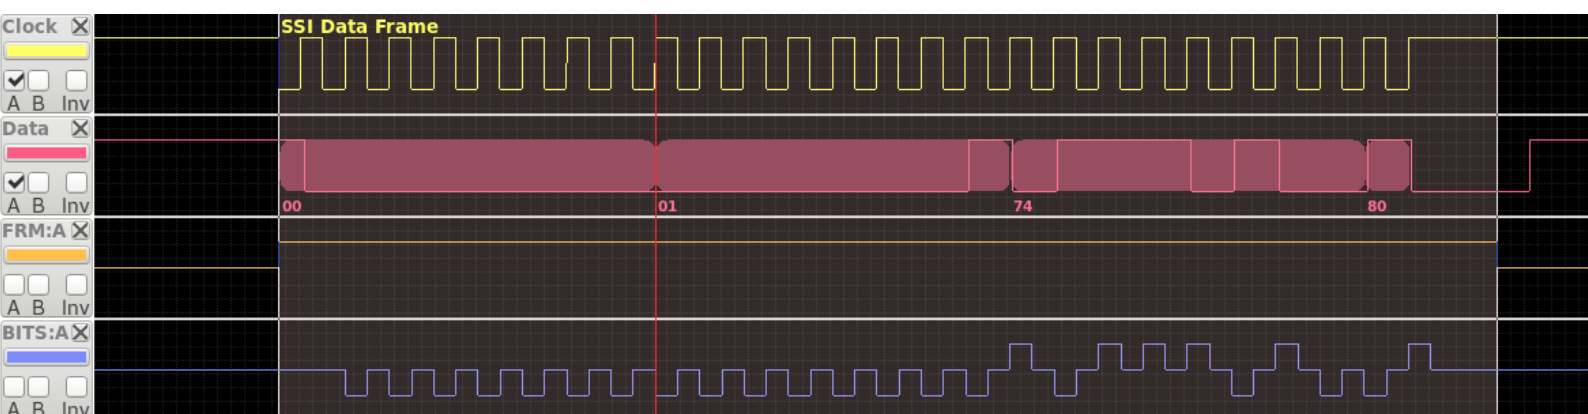 Clock
SSI Data Frame
A B Inv
Data
A B Inv
00 01 74 80
FRM:A
A B Inv
BITS:A
A B Inv